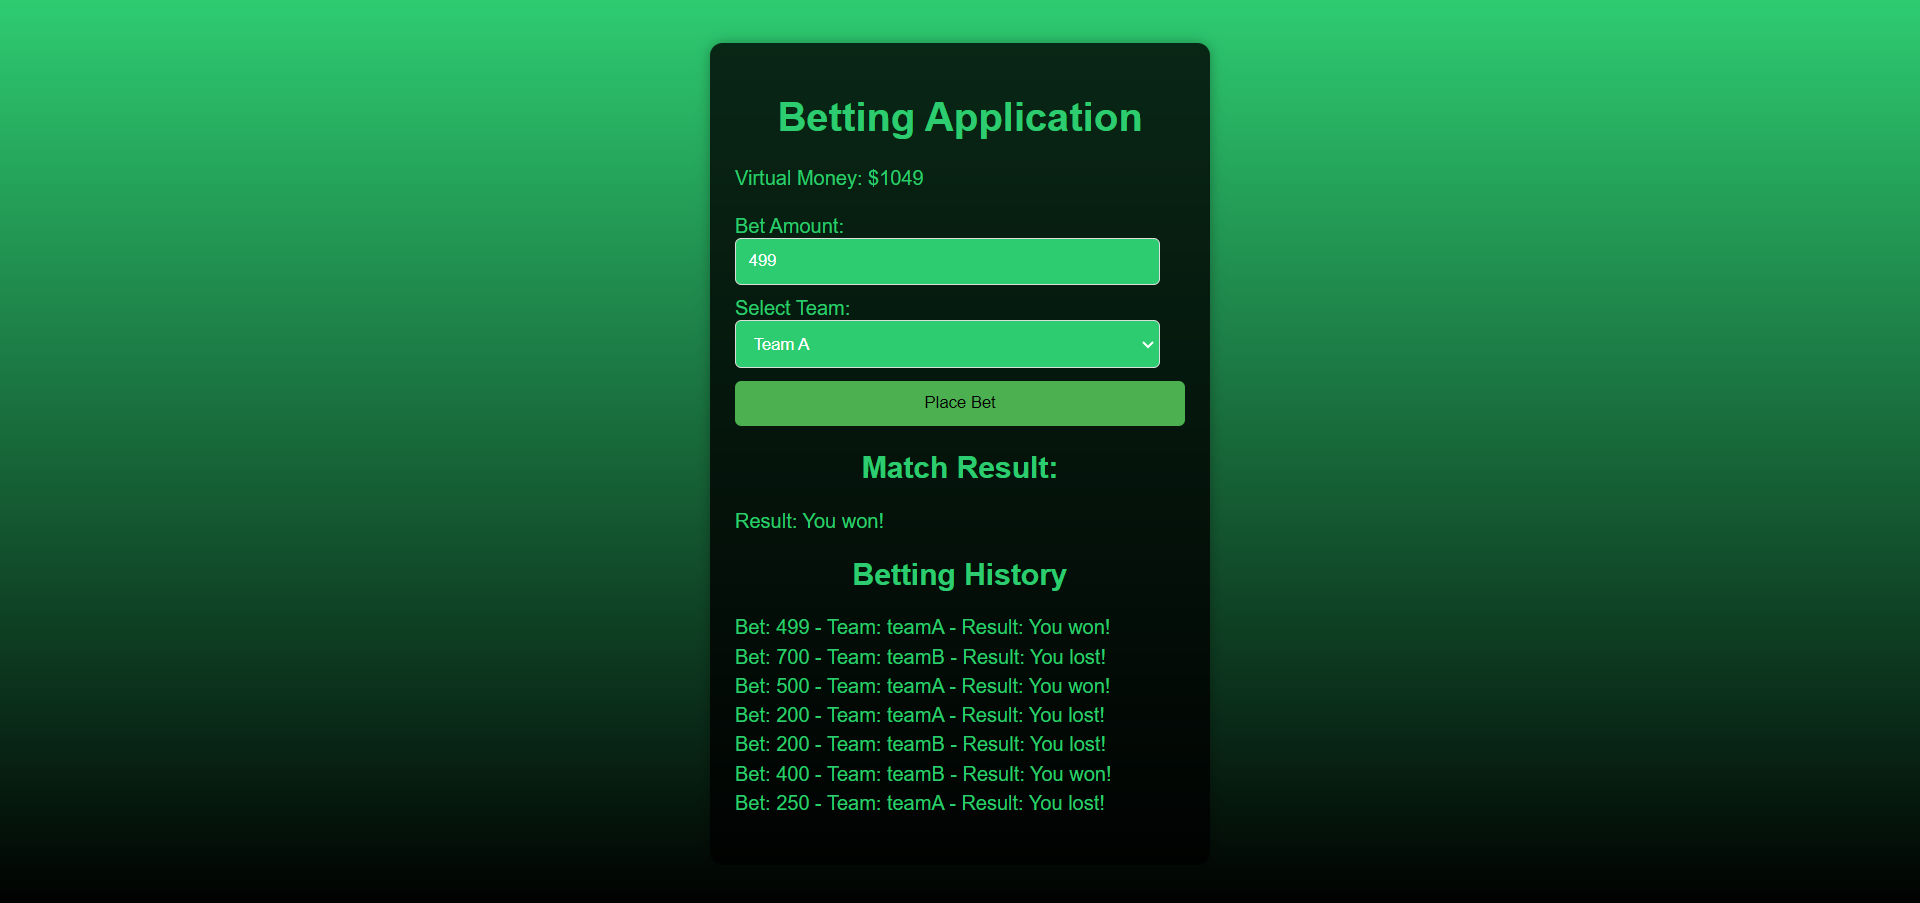 Betting Application
Virtual Money: $1049
Bet Amount:
499
Select Team:
Team A
Place Bet
Match Result:
Result: You won!
Betting History
Bet: 499 - Team: teamA - Result: You won!
Bet: 700 - Team: teamB - Result: You lost!
Bet: 500 - Team: teamA - Result: You won!
Bet: 200 - Team: teamA - Result: You lost!
Bet: 200 - Team: teamB - Result: You lost!
Bet: 400 - Team: teamB - Result: You won!
Bet: 250 - Team: teamA - Result: You lost!